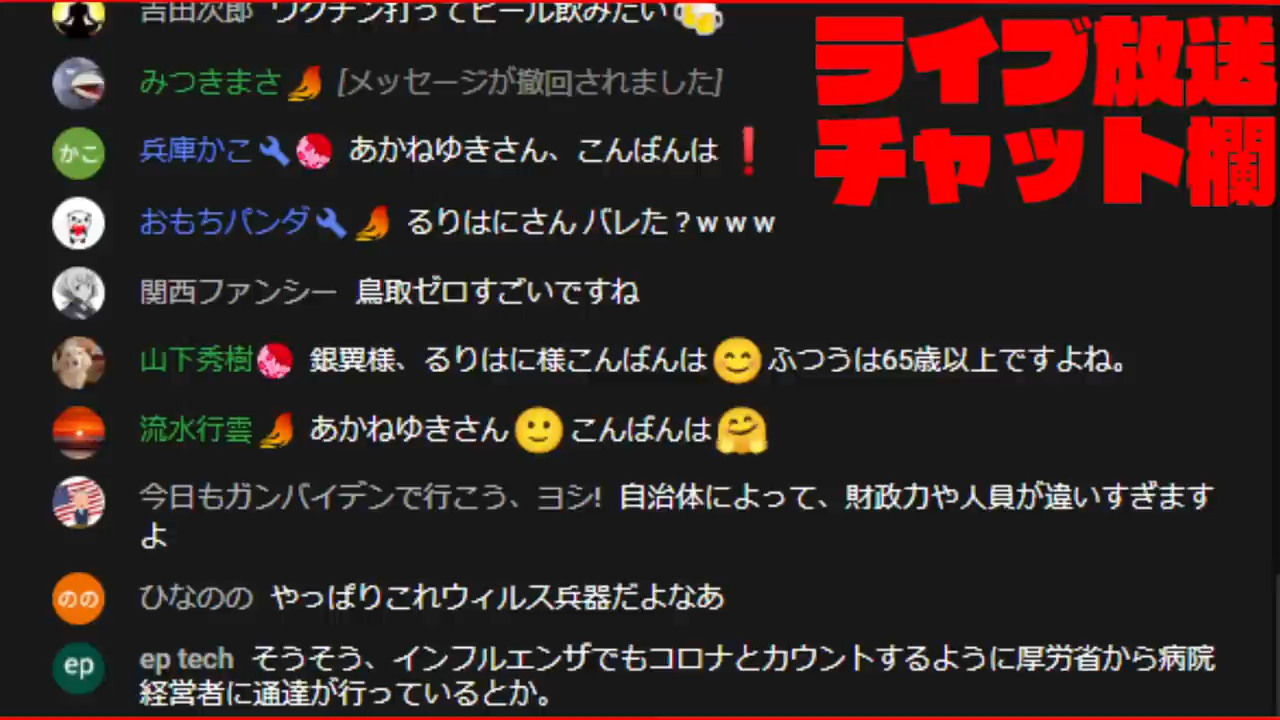 吉田次郎 ワクチン打ってビール飲みたい🍻
ライブ放送
チャット欄
みつきまさ [メッセージが撤回されました]
かこ 兵庫かこ あかねゆきさん、こんばんは❗
おもちパンダ るりはにさん バレた？ｗｗｗ
関西ファンシー 鳥取ゼロすごいですね
山下秀樹 銀翼様、るりはに様こんばんは😊ふつうは65歳以上ですよね。
流水行雲 あかねゆきさん🙂こんばんは🤗
今日もガンバイデンで行こう、ヨシ! 自治体によって、財政力や人員が違いすぎます
よ
のの ひなのの やっぱりこれウィルス兵器だよなあ
ep ep tech そうそう、インフルエンザでもコロナとカウントするように厚労省から病院
経営者に通達が行っているとか。